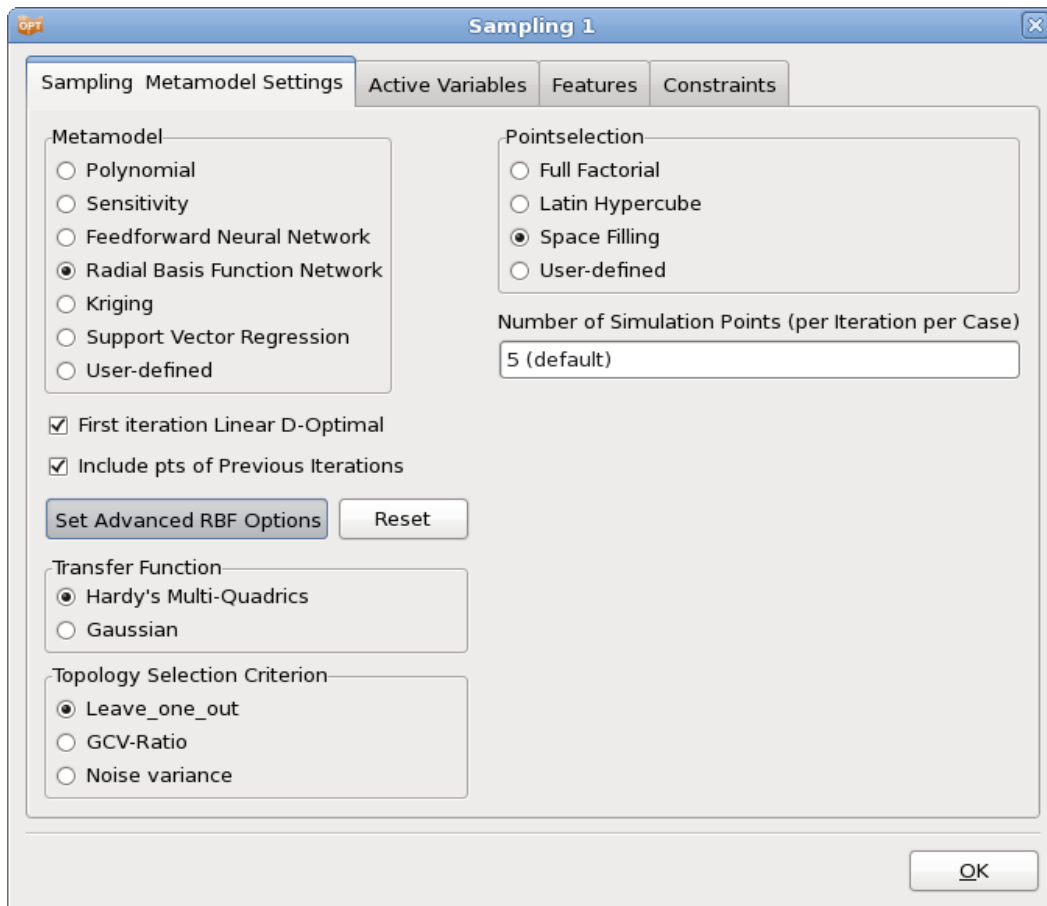 OPT
Sampling 1
Sampling Metamodel Settings
Active Variables
Features
Constraints
Metamodel
Polynomial
Sensitivity
Feedforward Neural Network
Radial Basis Function Network
Kriging
Support Vector Regression
User-defined
First iteration Linear D-Optimal
Include pts of Previous Iterations
Set Advanced RBF Options
Reset
Transfer Function
Hardy's Multi-Quadrics
Gaussian
Topology Selection Criterion
Leave_one_out
GCV-Ratio
Noise variance
Pointselection
Full Factorial
Latin Hypercube
Space Filling
User-defined
Number of Simulation Points (per Iteration per Case)
5 (default)
OK